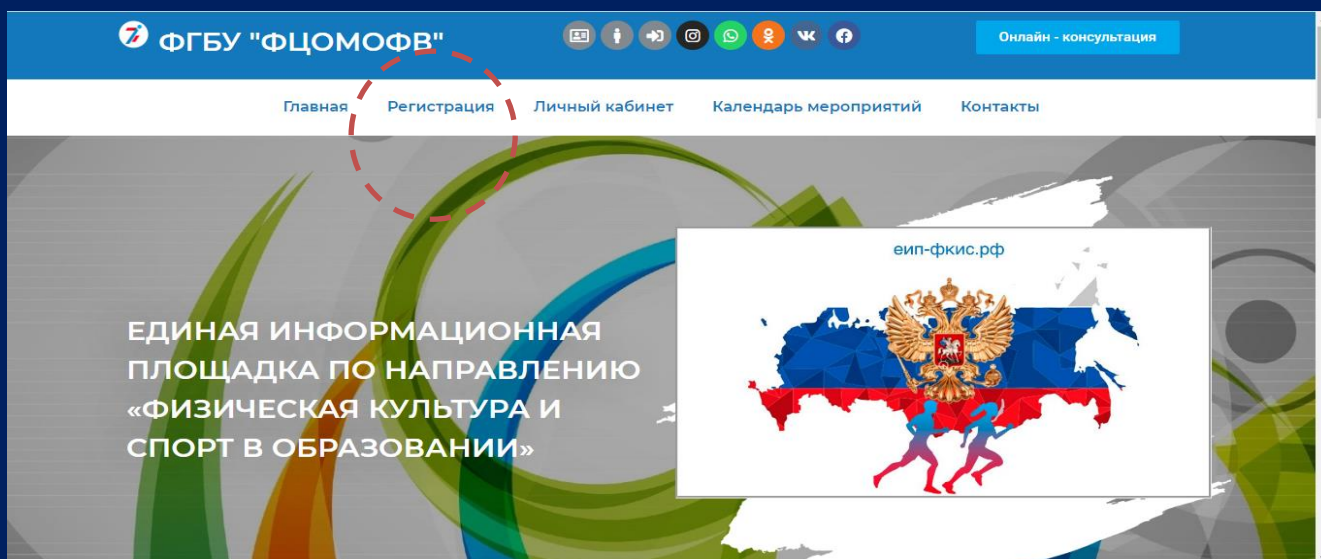 ФГБУ "ФЦОМОФВ"
Онлайн - консультация
Главная Регистрация Личный кабинет Календарь мероприятий Контакты
еип-фкис.рф
ЕДИНАЯ ИНФОРМАЦИОННАЯ
ПЛОЩАДКА ПО НАПРАВЛЕНИЮ
«ФИЗИЧЕСКАЯ КУЛЬТУРА И
СПОРТ В ОБРАЗОВАНИИ»